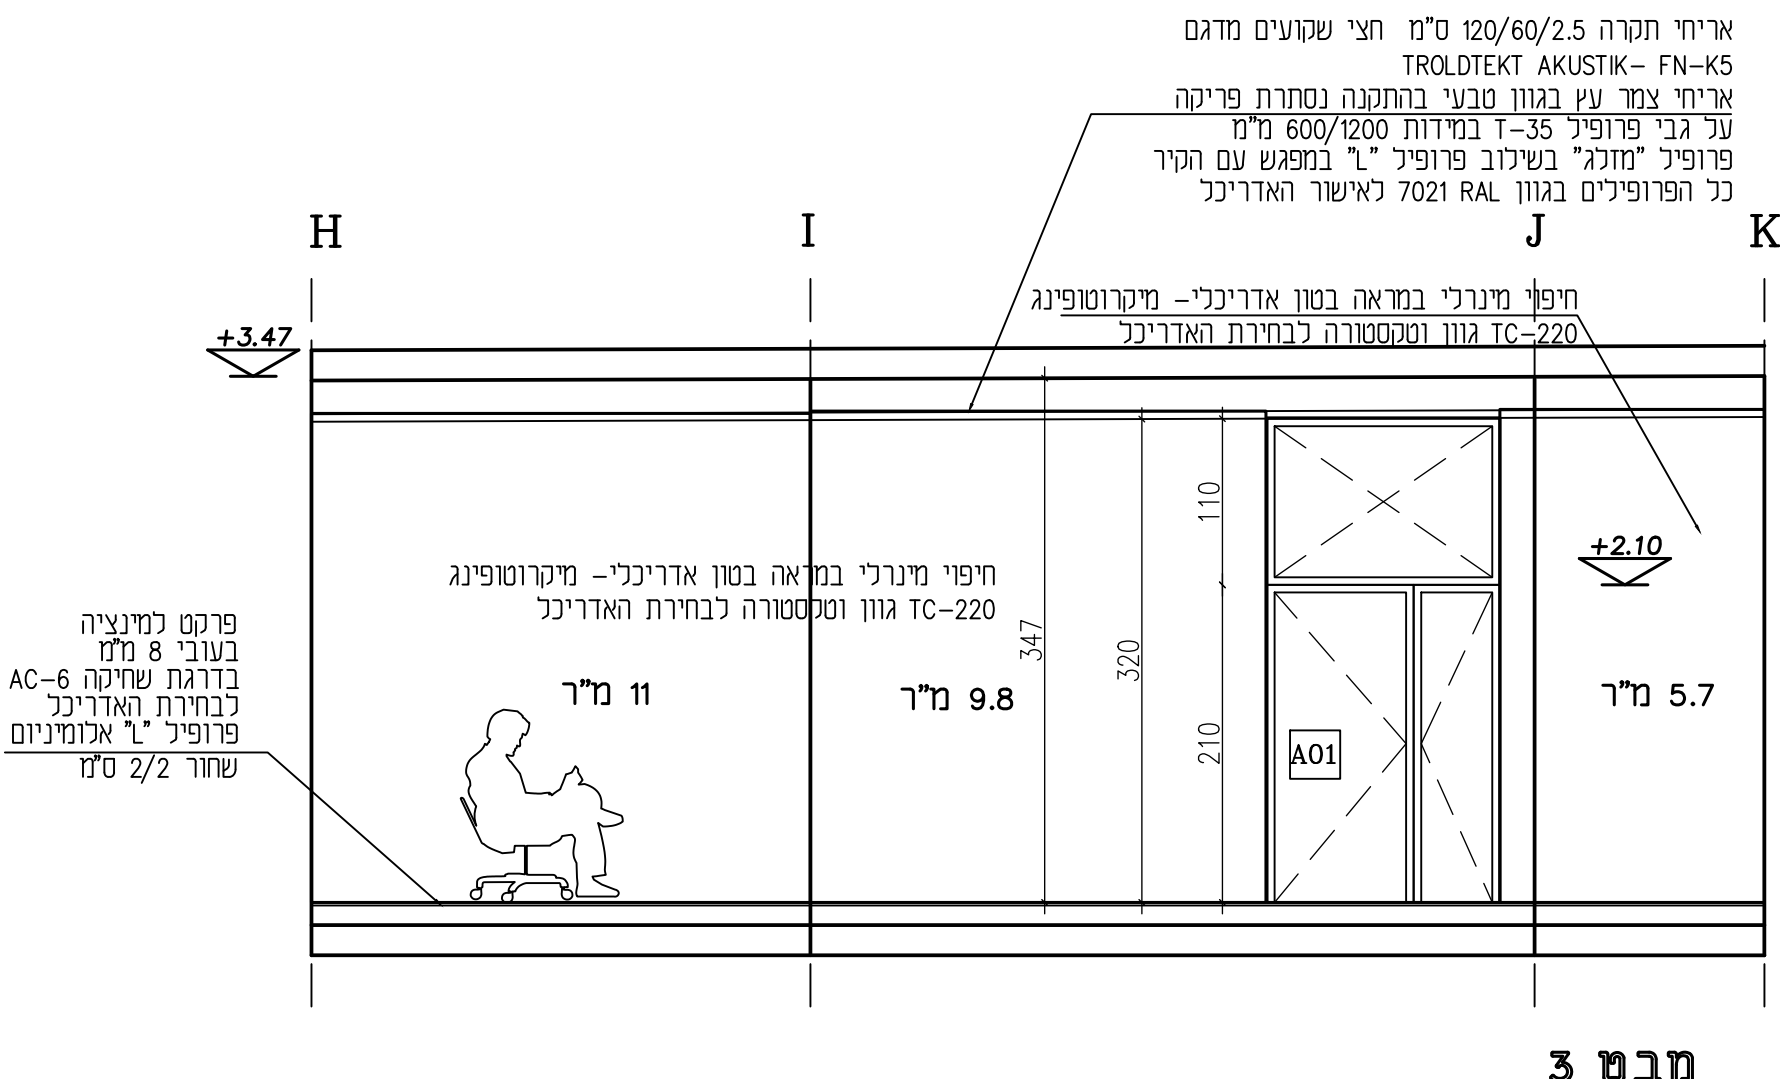 אריחי תקרה 120/60/2.5 ס"מ חצי שקועים מדגם
TROLDTEKT AKUSTIK- FN-K5
אריחי צמר עץ בגוון טבעי בהתקנה נסתרת פריקה
על גבי פרופיל T-35 במידות 600/1200 מ"מ
פרופיל "מזלג" בשילוב פרופיל "L" במפגש עם הקיר
כל הפרופילים בגוון RAL 7021 לאישור האדריכל
H
I
J
K
חיפוי מינרלי במראה בטון אדריכלי- מיקרוטופינג
TC-220 גוון וטקסטורה לבחירת האדריכל
+3.47
110
+2.10
חיפוי מינרלי במראה בטון אדריכלי- מיקרוטופינג
TC-220 גוון וטקסטורה לבחירת האדריכל
347
320
פרקט למינציה
בעובי 8 מ"מ
בדרגת שחיקה AC-6
לבחירת האדריכל
פרופיל "L" אלומיניום
שחור 2/2 ס"מ
11 מ"ר
9.8 מ"ר
5.7 מ"ר
210
A01
מבט 3